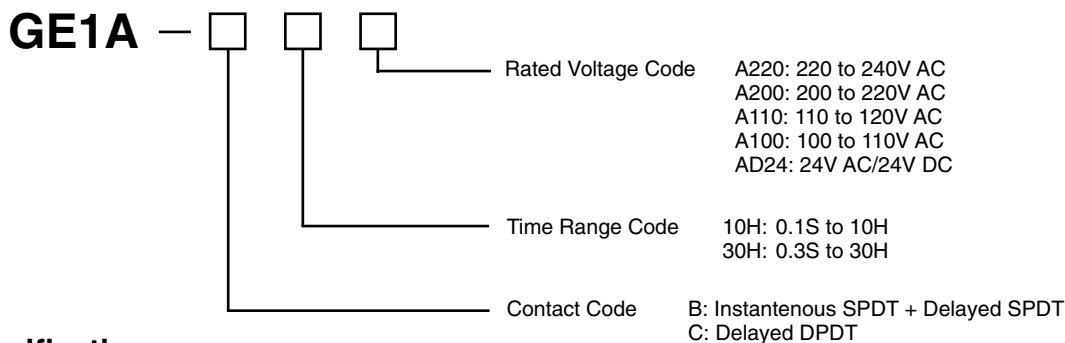 GE1A –
Rated Voltage Code A220: 220 to 240V AC
A200: 200 to 220V AC
A110: 110 to 120V AC
A100: 100 to 110V AC
AD24: 24V AC/24V DC
Time Range Code 10H: 0.1S to 10H
30H: 0.3S to 30H
Contact Code B: Instantenous SPDT + Delayed SPDT
C: Delayed DPDT